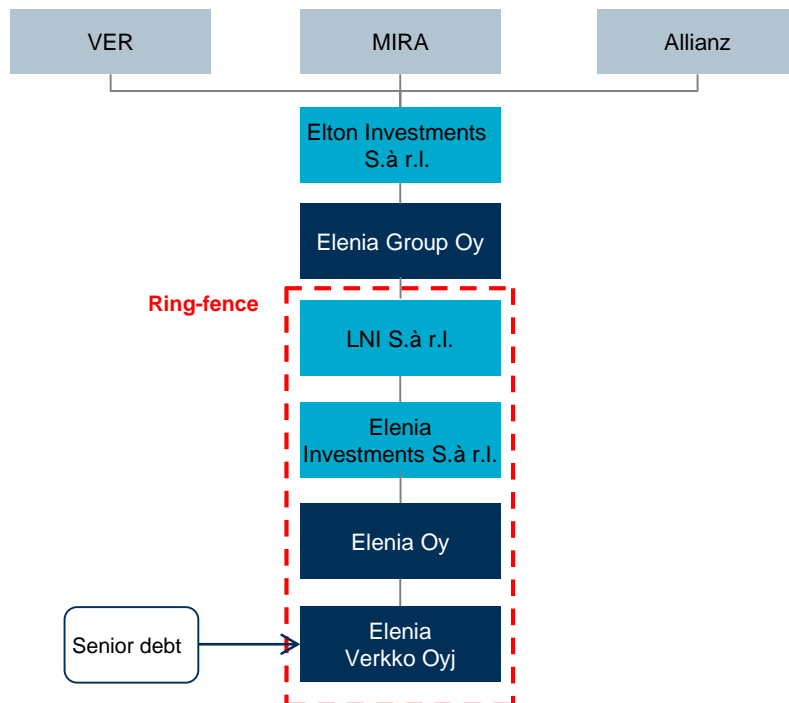 VER
MIRA
Allianz
Elton Investments
S.à r.l.
Elenia Group Oy
Ring-fence
LNI S.à r.l.
Elenia
Investments S.à r.l.
Elenia Oy
Senior debt
Elenia
Verkko Oyj